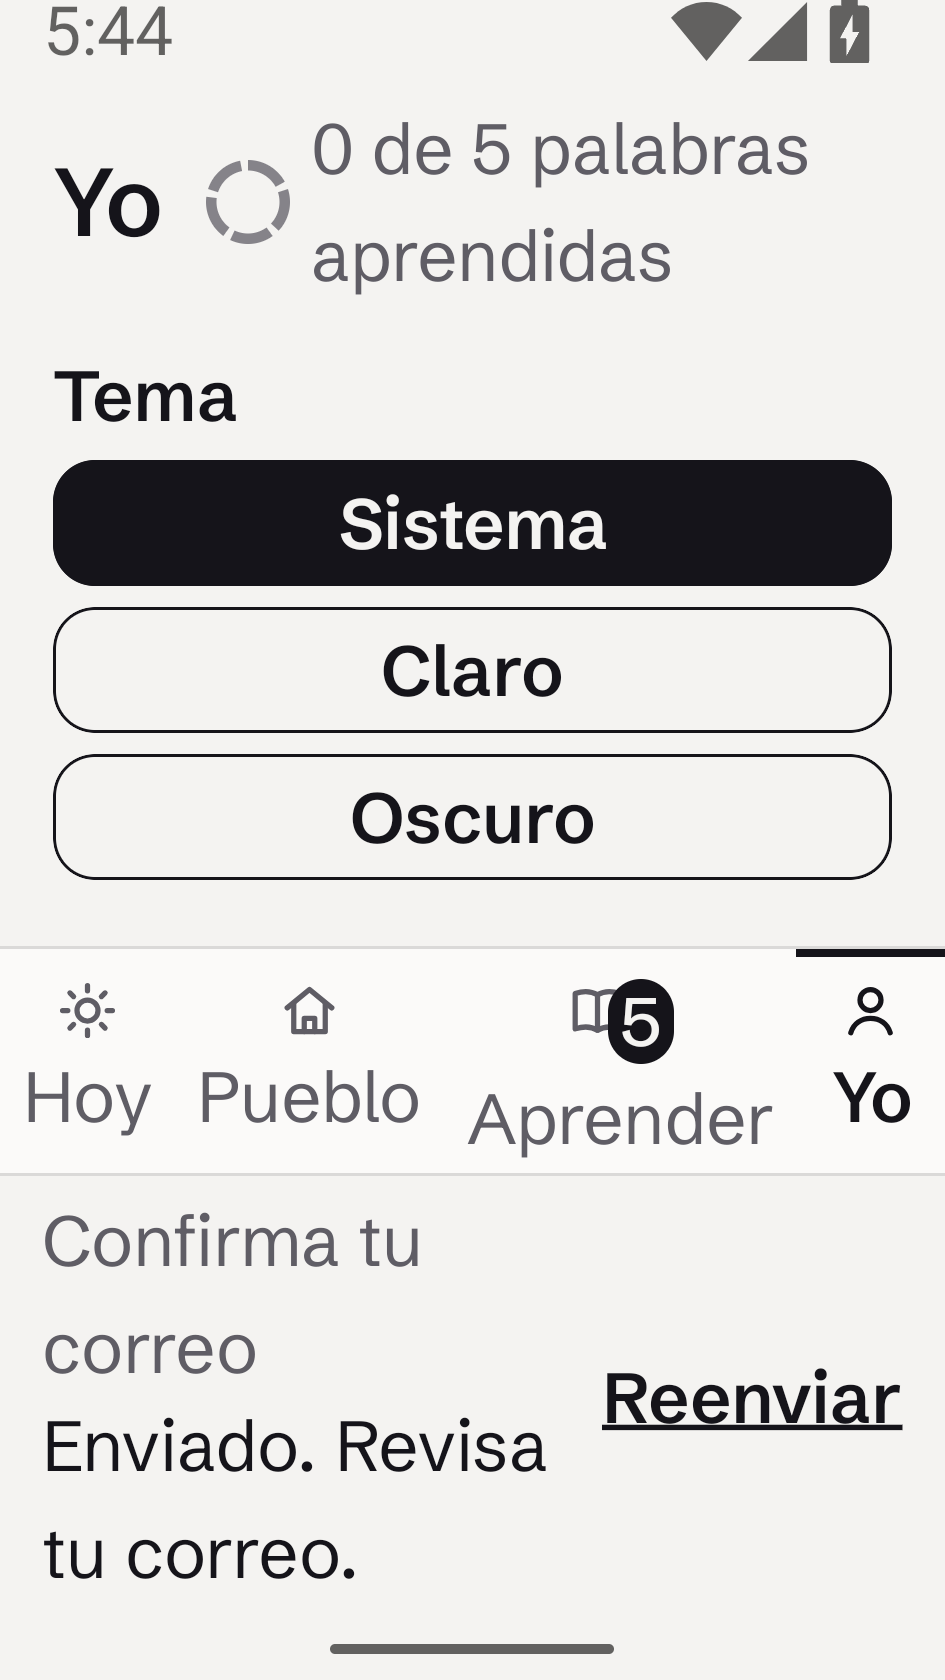 5:44
Yo
0 de 5 palabras
aprendidas
Tema
Sistema
Claro
Oscuro
Hoy
Pueblo
5
Aprender
Yo
Confirma tu
correo
Enviado. Revisa
tu correo.
Reenviar